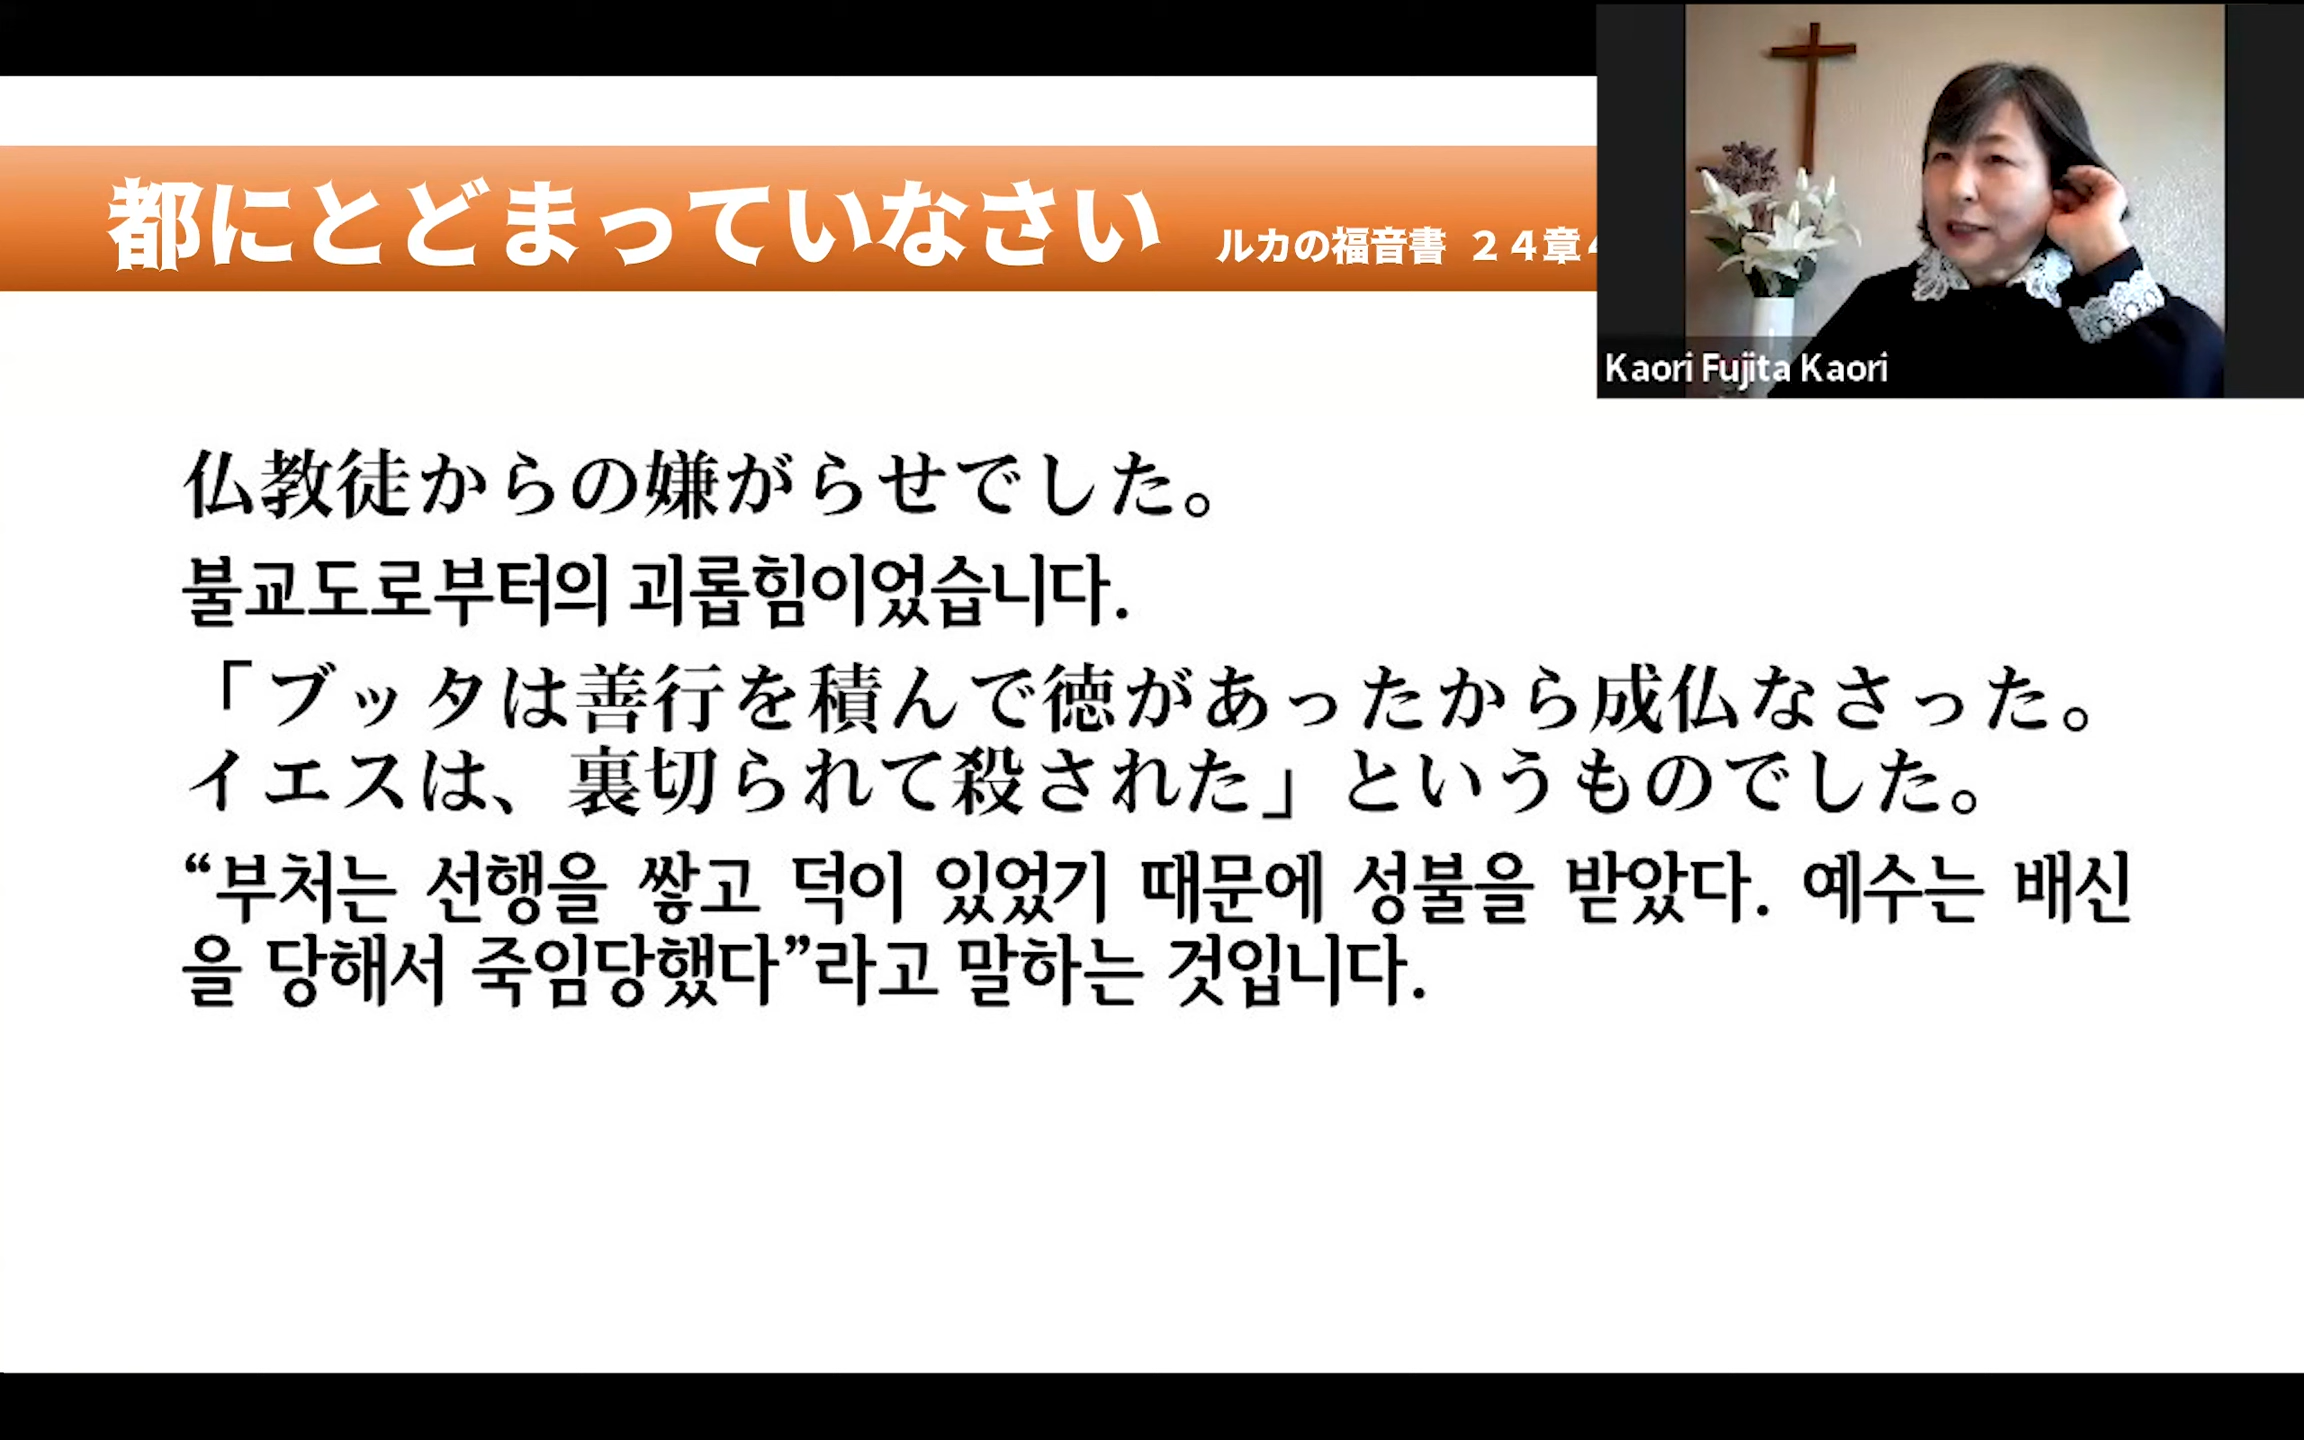 都にとどまっていなさい ルカの福音書 ２４章
Kaori Fujita Kaori
仏教徒からの嫌がらせでした。
불교도로부터의 괴롭힘이었습니다.
「ブッタは善行を積んで徳があったから成仏なさった。
イエスは、裏切られて殺された」というものでした。
“부처는 선행을 쌓고 덕이 있었기 때문에 성불을 받았다. 예수는 배신
을 당해서 죽임당했다”라고 말하는 것입니다.